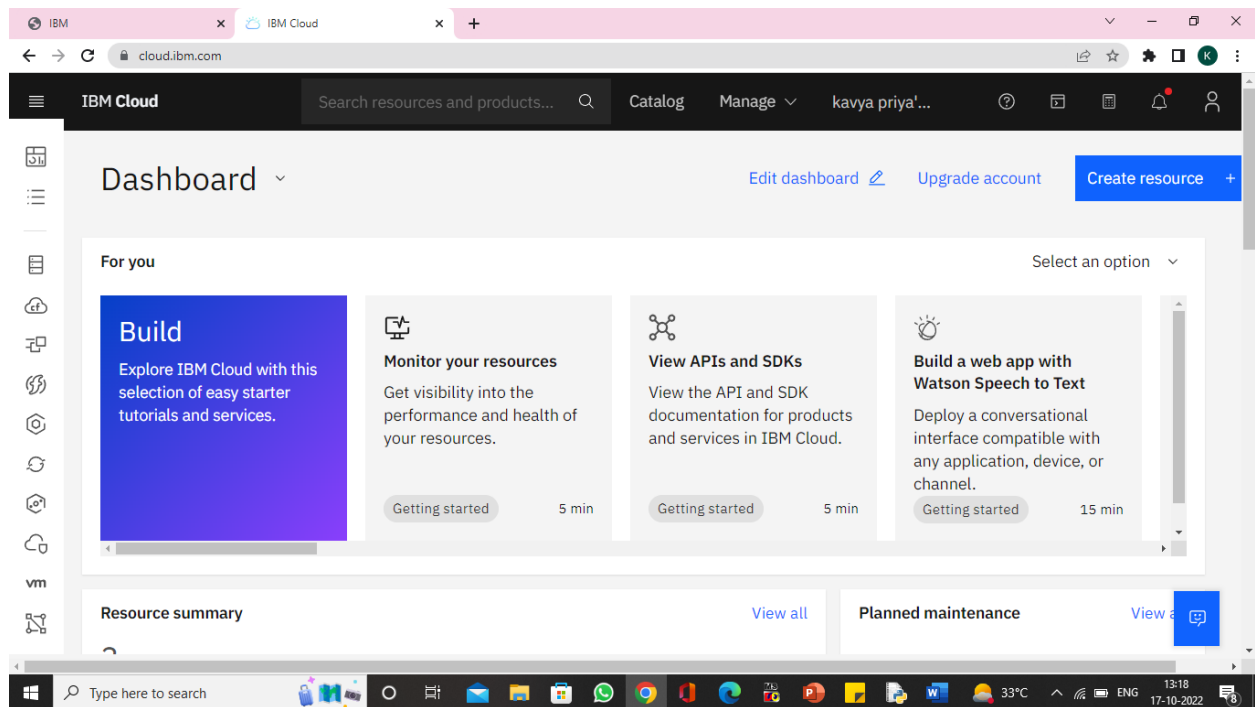 IBM
IBM Cloud
cloud.ibm.com
K
IBM Cloud
Search resources and products...
Catalog
Manage
kavya priya'...
Dashboard
Edit dashboard
Upgrade account
Create resource +
For you
Select an option
Build
Explore IBM Cloud with this
selection of easy starter
tutorials and services.
Monitor your resources
Get visibility into the
performance and health of
your resources.
Getting started 5 min
View APIs and SDKs
View the API and SDK
documentation for products
and services in IBM Cloud.
Getting started 5 min
Build a web app with
Watson Speech to Text
Deploy a conversational
interface compatible with
any application, device, or
channel.
Getting started 15 min
cf
vm
Resource summary
View all
Planned maintenance
View
Type here to search
33°C
ENG
13:18
17-10-2022
8